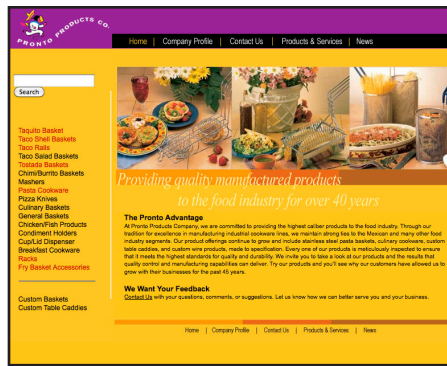 PRONTO PRODUCTS CO.
Home | Company Profile | Contact Us | Products & Services | News
Search
Taquito Basket
Taco Shell Baskets
Taco Rails
Taco Salad Baskets
Tostada Baskets
Chimi/Burrito Baskets
Mashers
Pasta Cookware
Pizza Knives
Culinary Baskets
General Baskets
Chicken/Fish Products
Condiment Holders
Cup/Lid Dispenser
Breakfast Cookware
Racks
Fry Basket Accessories
Custom Baskets
Custom Table Caddies
Providing quality manufactured products
to the food industry for over 40 years
The Pronto Advantage
At Pronto Products Company, we are committed to providing the highest caliber products to the food industry. Through our
tradition for excellence in manufacturing industrial cookware lines, we maintain strong ties to the Mexican and many other food
industry segments. Our product offerings continue to grow and include stainless steel pasta baskets, culinary cookware, custom
table caddies, and custom wire products, made to specification. Every one of our products is meticulously inspected to ensure
that it meets the highest standards for quality and durability. We invite you to take a look at our products and the results that
quality control and manufacturing capabilities can deliver. Try our products and you'll see why our customers have allowed us to
grow with their businesses for the past 45 years.
We Want Your Feedback
Contact Us with your questions, comments, or suggestions. Let us know how we can better serve you and your business.
Home | Company Profile | Contact Us | Products & Services | News